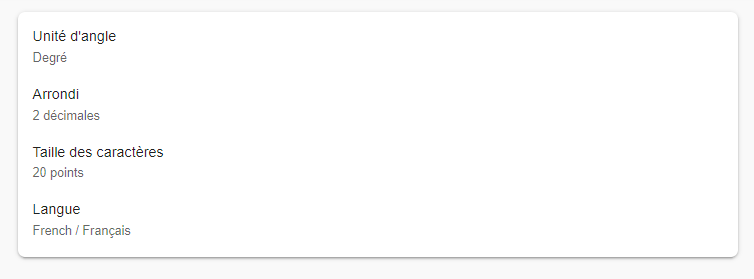 Unité d'angle
Degré
Arrondi
2 décimales
Taille des caractères
20 points
Langue
French / Français